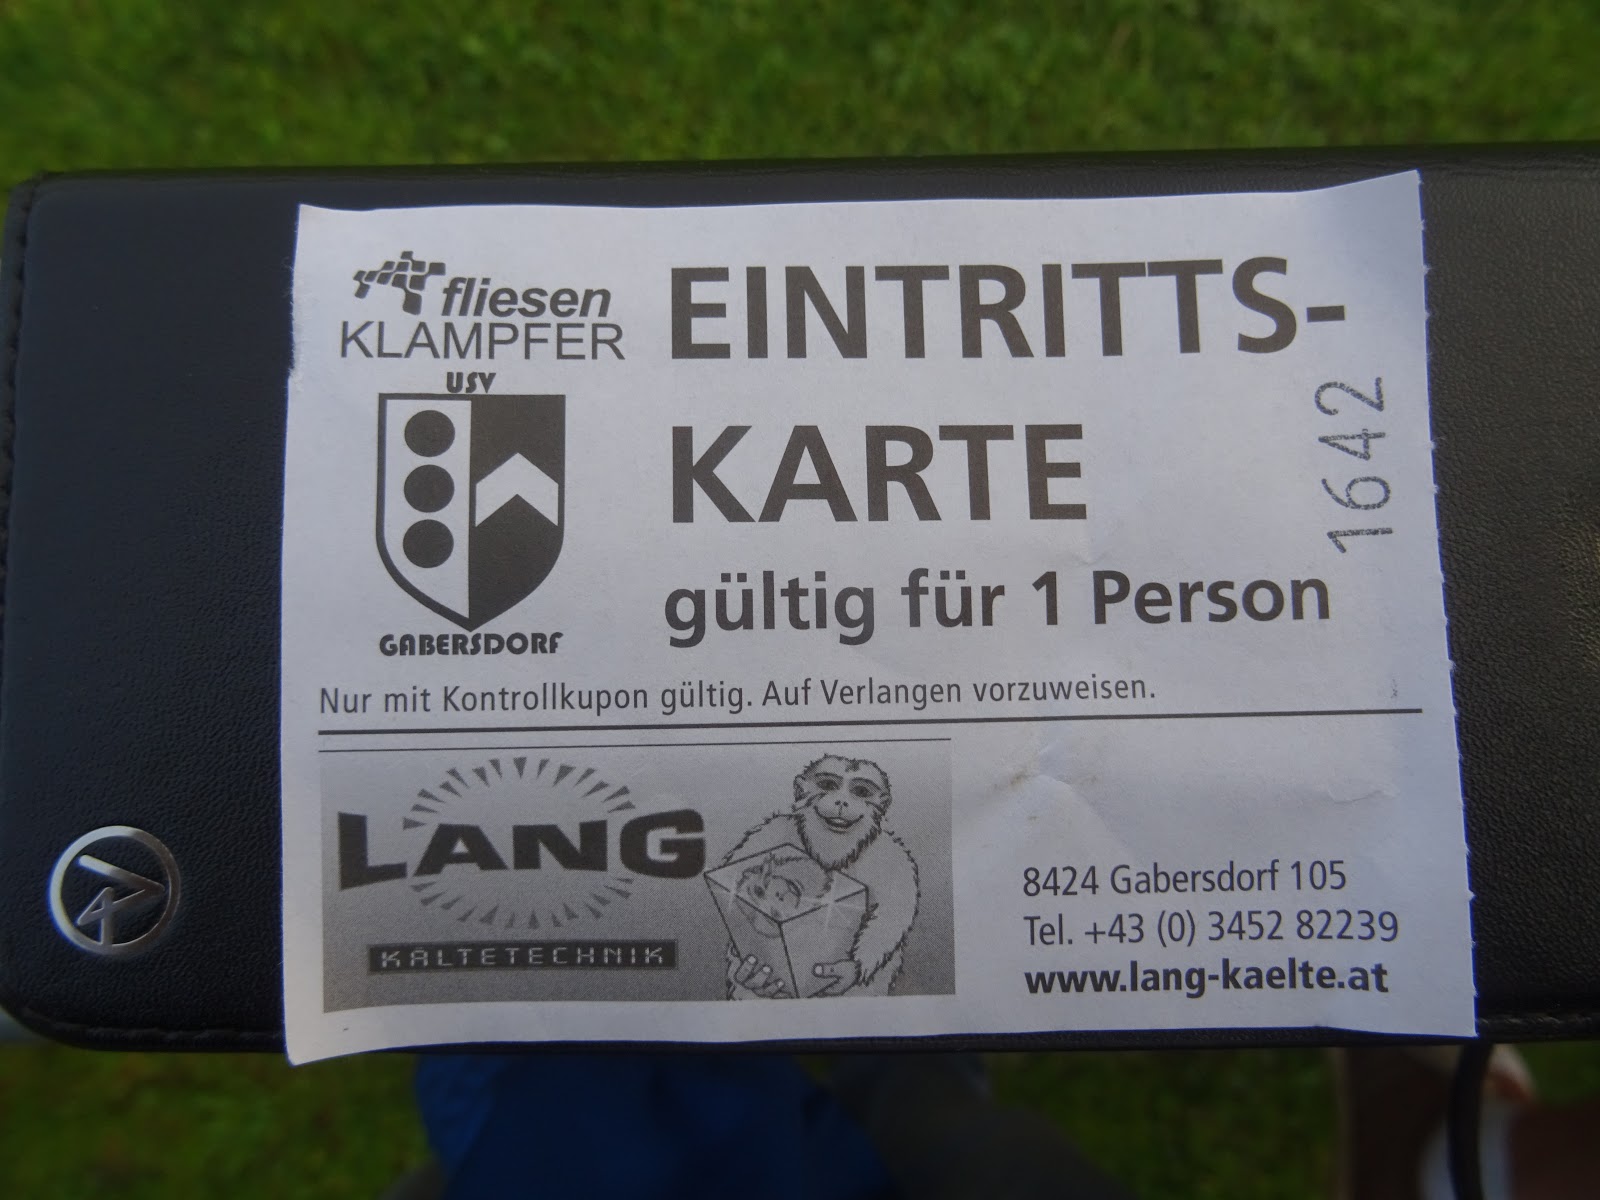 fliesen
KLAMPFER
USV
GABERSDORF
EINTRITTS-
KARTE
gültig für 1 Person
1642
Nur mit Kontrollkupon gültig. Auf Verlangen vorzuweisen.
LANG
KÄLTETECHNIK
8424 Gabersdorf 105
Tel. +43 (0) 3452 82239
www.lang-kaelte.at